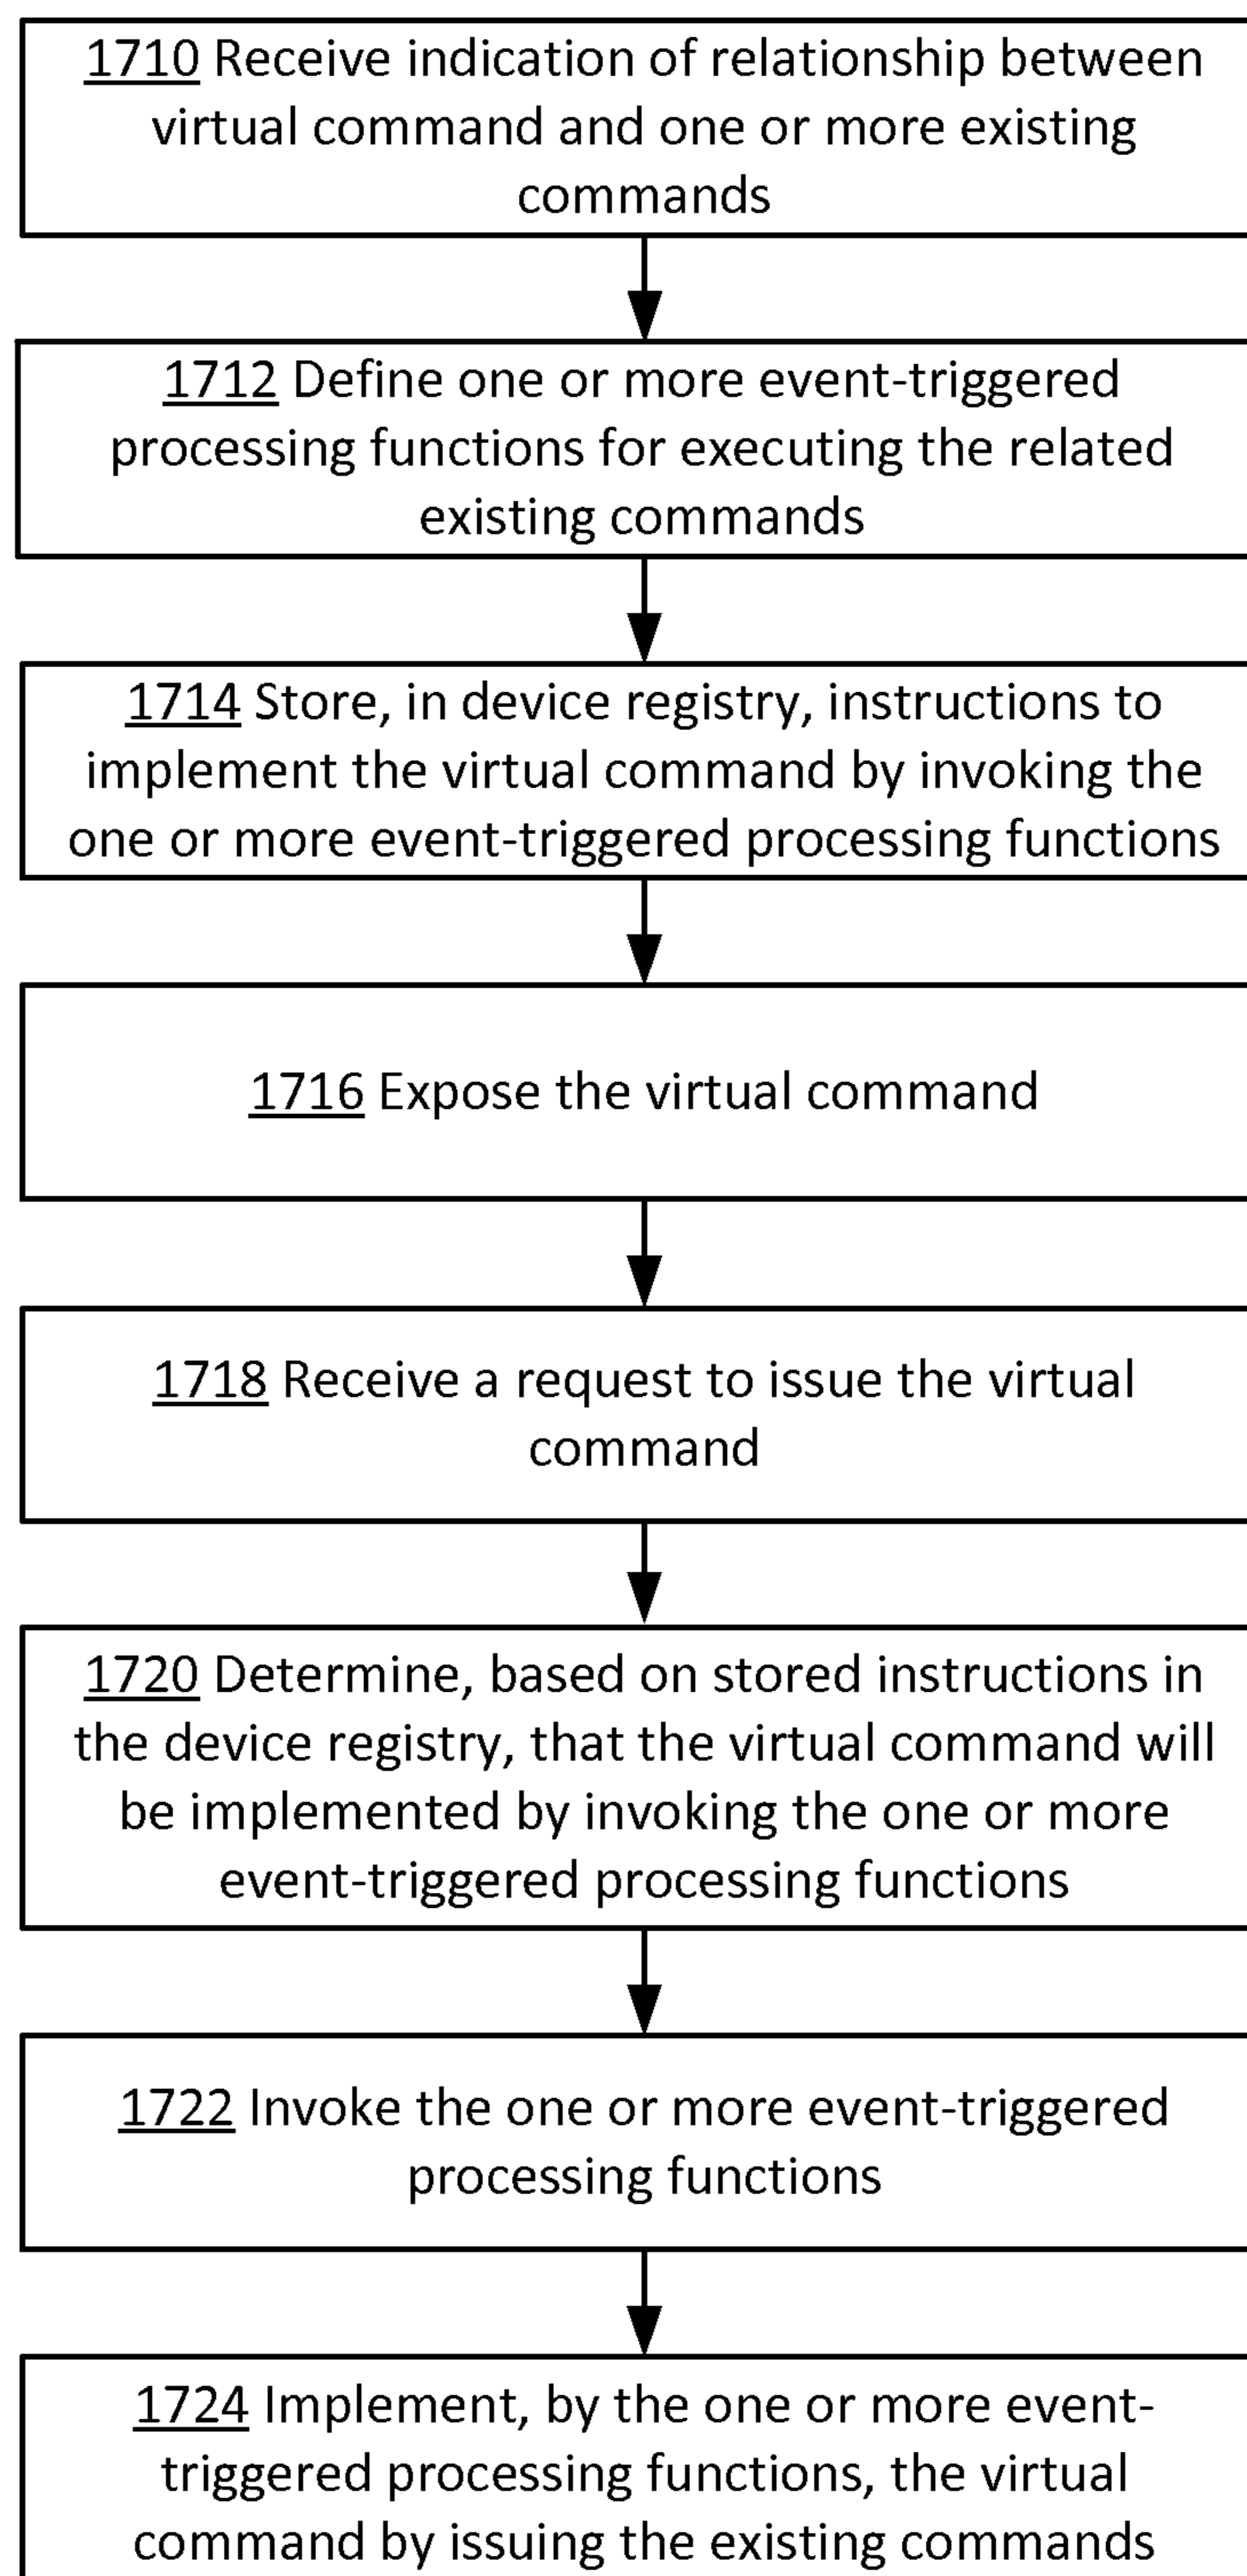 1710 Receive indication of relationship between
virtual command and one or more existing
commands
1712 Define one or more event-triggered
processing functions for executing the related
existing commands
1714 Store, in device registry, instructions to
implement the virtual command by invoking the
one or more event-triggered processing functions
1716 Expose the virtual command
1718 Receive a request to issue the virtual
command
1720 Determine, based on stored instructions in
the device registry, that the virtual command will
be implemented by invoking the one or more
event-triggered processing functions
1722 Invoke the one or more event-triggered
processing functions
1724 Implement, by the one or more event-
triggered processing functions, the virtual
command by issuing the existing commands